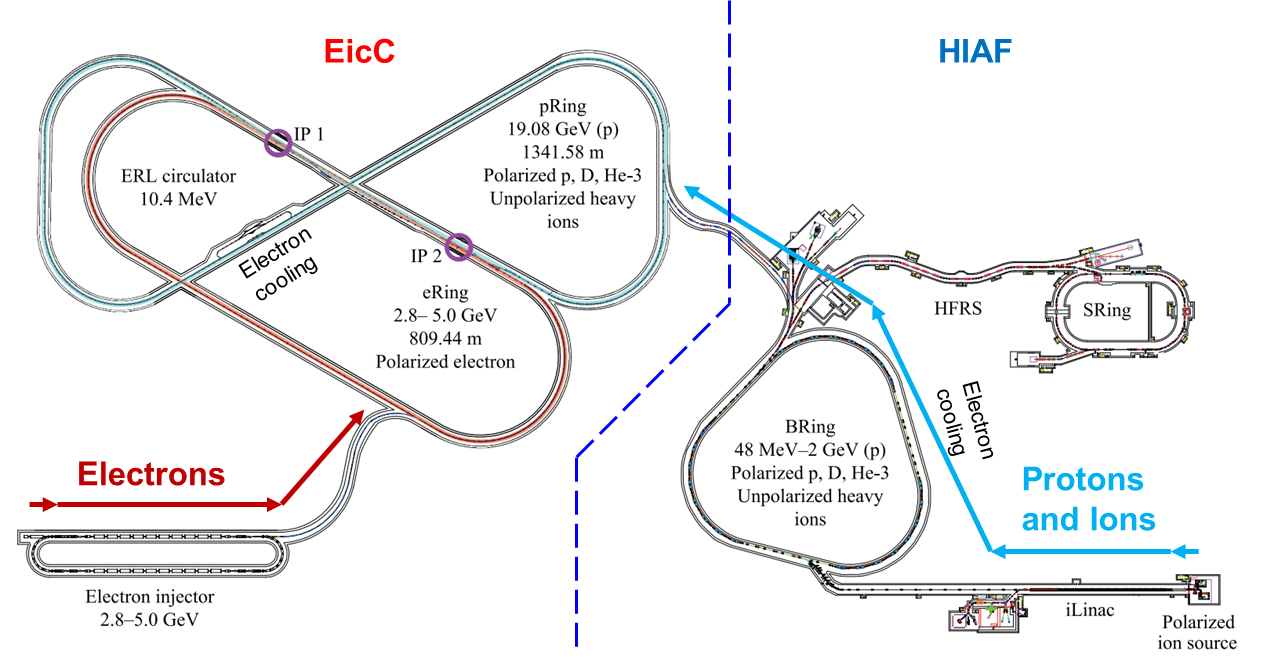 EicC
HIAF
IP 1
pRing
19.08 GeV (p)
1341.58 m
Polarized p, D, He-3
Unpolarized heavy
ions
ERL circulator
10.4 MeV
Electron
cooling
IP 2
eRing
2.8– 5.0 GeV
809.44 m
Polarized electron
HFRS
SRing
BRing
48 MeV–2 GeV (p)
Polarized p, D, He-3
Unpolarized heavy
ions
Electron
cooling
Electrons
Protons
and Ions
Electron injector
2.8–5.0 GeV
iLinac
Polarized
ion source